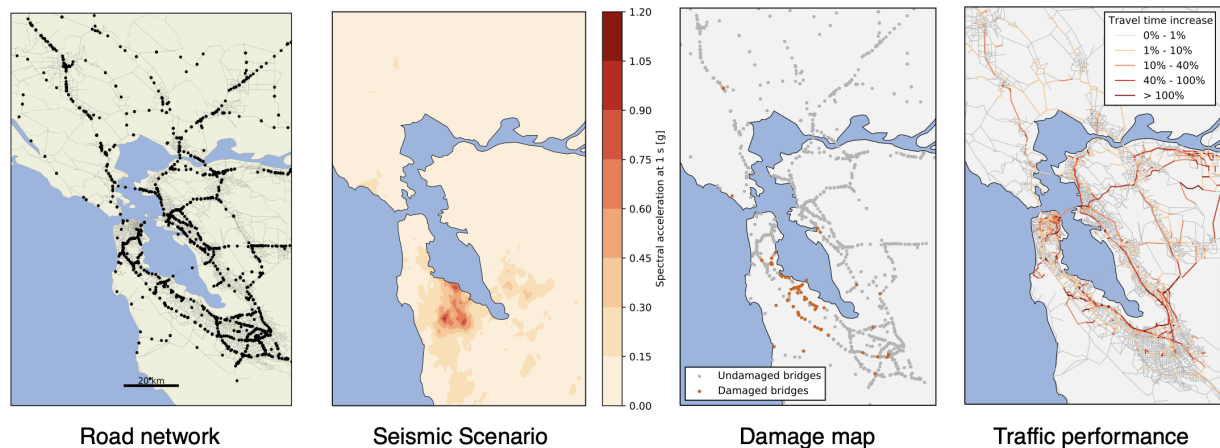 20 km
1.20
1.05
0.90
0.75
0.60
0.45
0.30
0.15
0.00
Spectral acceleration at 1 s [g]
Undamaged bridges
Damaged bridges
Travel time increase
0% - 1%
1% - 10%
10% - 40%
40% - 100%
> 100%
Road network
Seismic Scenario
Damage map
Traffic performance